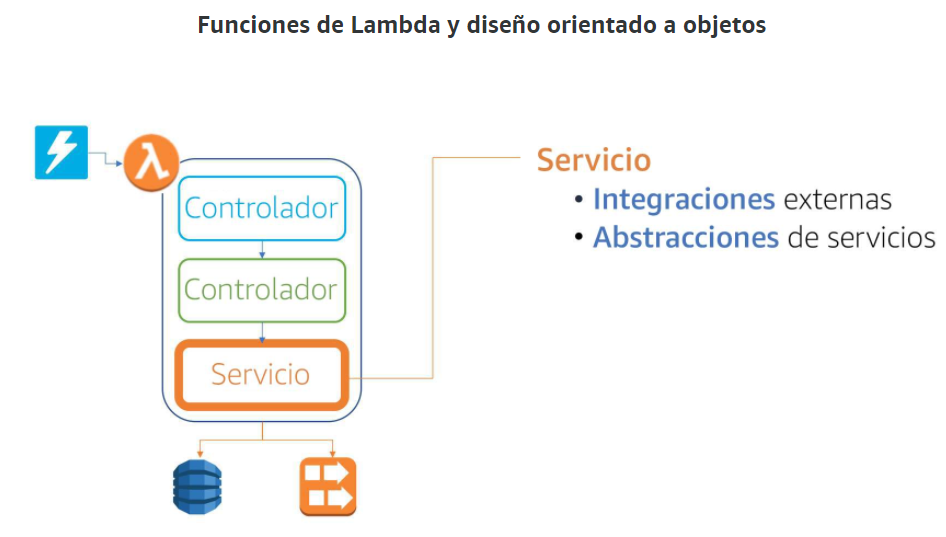 Funciones de Lambda y diseño orientado a objetos
λ
Controlador
Controlador
Servicio
Servicio
• Integraciones externas
• Abstracciones de servicios